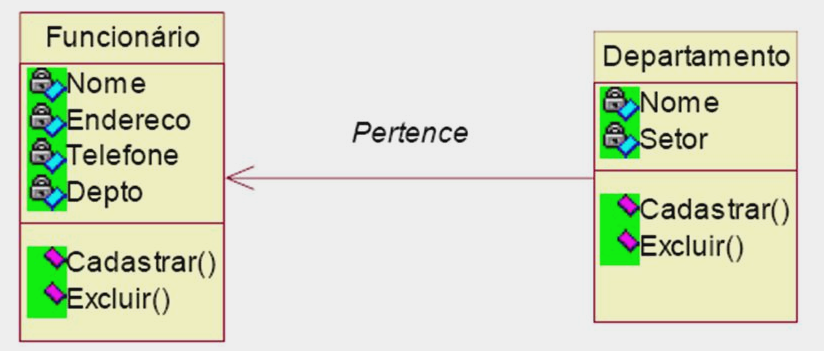 Funcionário
Nome
Endereco
Telefone
Depto
Cadastrar()
Excluir()
Pertence
Departamento
Nome
Setor
Cadastrar()
Excluir()